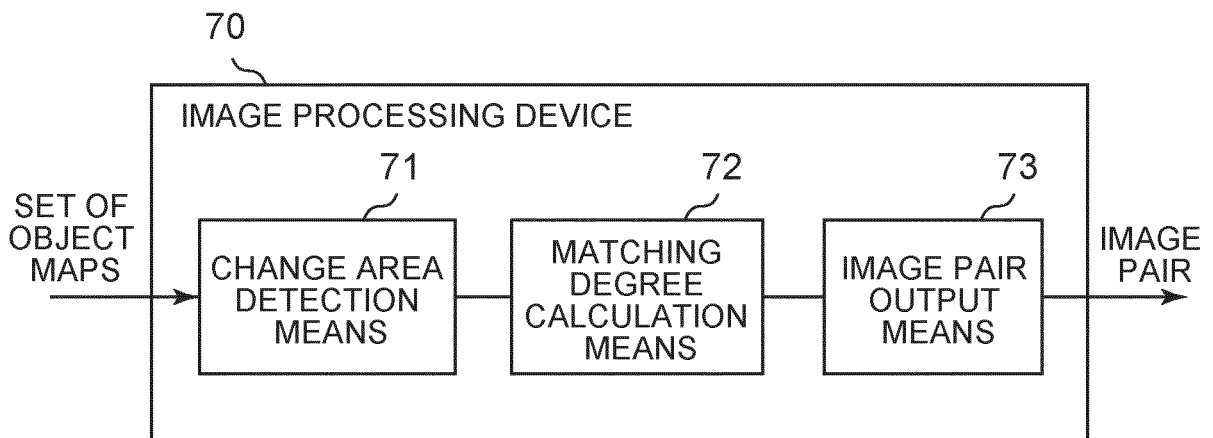 70
IMAGE PROCESSING DEVICE
71
72
73
SET OF
OBJECT
MAPS
CHANGE AREA
DETECTION
MEANS
MATCHING
DEGREE
CALCULATION
MEANS
IMAGE PAIR
OUTPUT
MEANS
IMAGE
PAIR